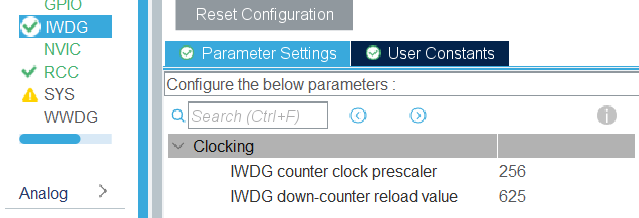 GPIO
IWDG
NVIC
RCC
SYS
WWDG
Analog
Reset Configuration
Parameter Settings
User Constants
Configure the below parameters :
Search (Ctrl+F)
Clocking
IWDG counter clock prescaler 256
IWDG down-counter reload value 625